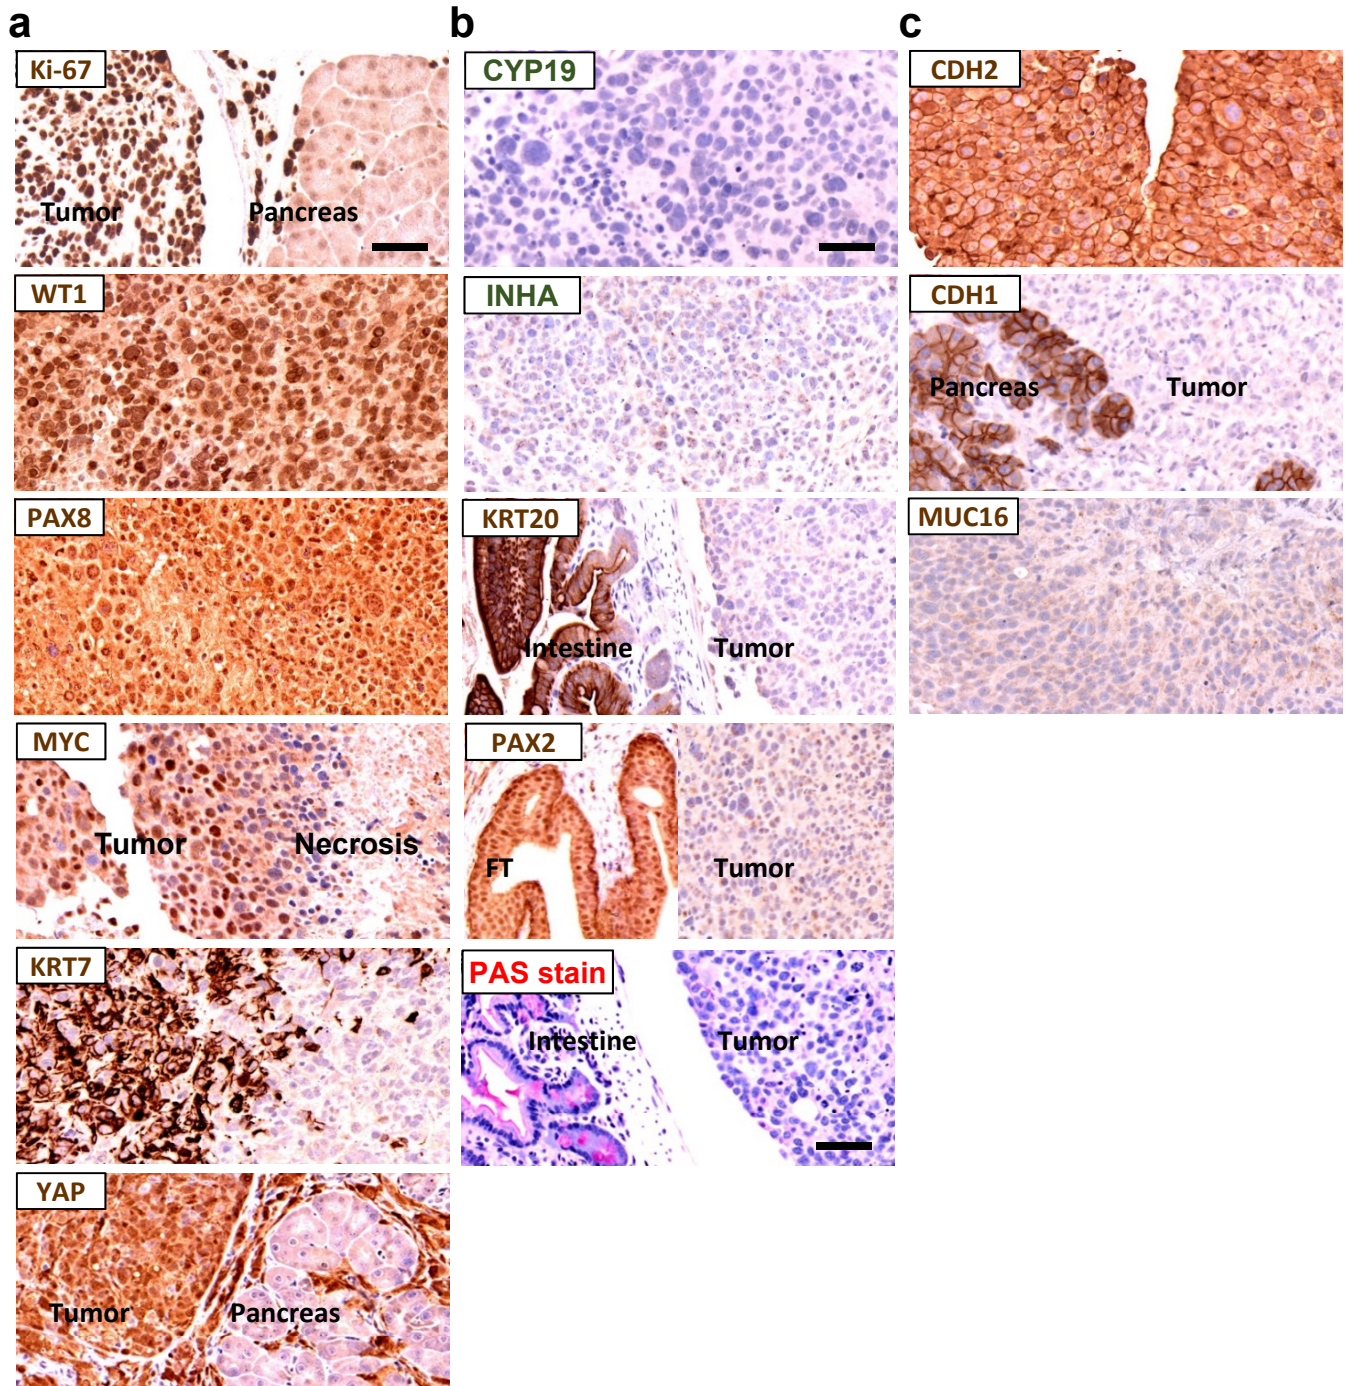 a
Ki-67
Tumor
Pancreas
WT1
PAX8
MYC
Tumor
Necrosis
KRT7
YAP
Tumor
Pancreas
b
CYP19
INHA
KRT20
Intestine
Tumor
PAX2
FT
Tumor
PAS stain
Intestine
Tumor
c
CDH2
CDH1
Pancreas
Tumor
MUC16